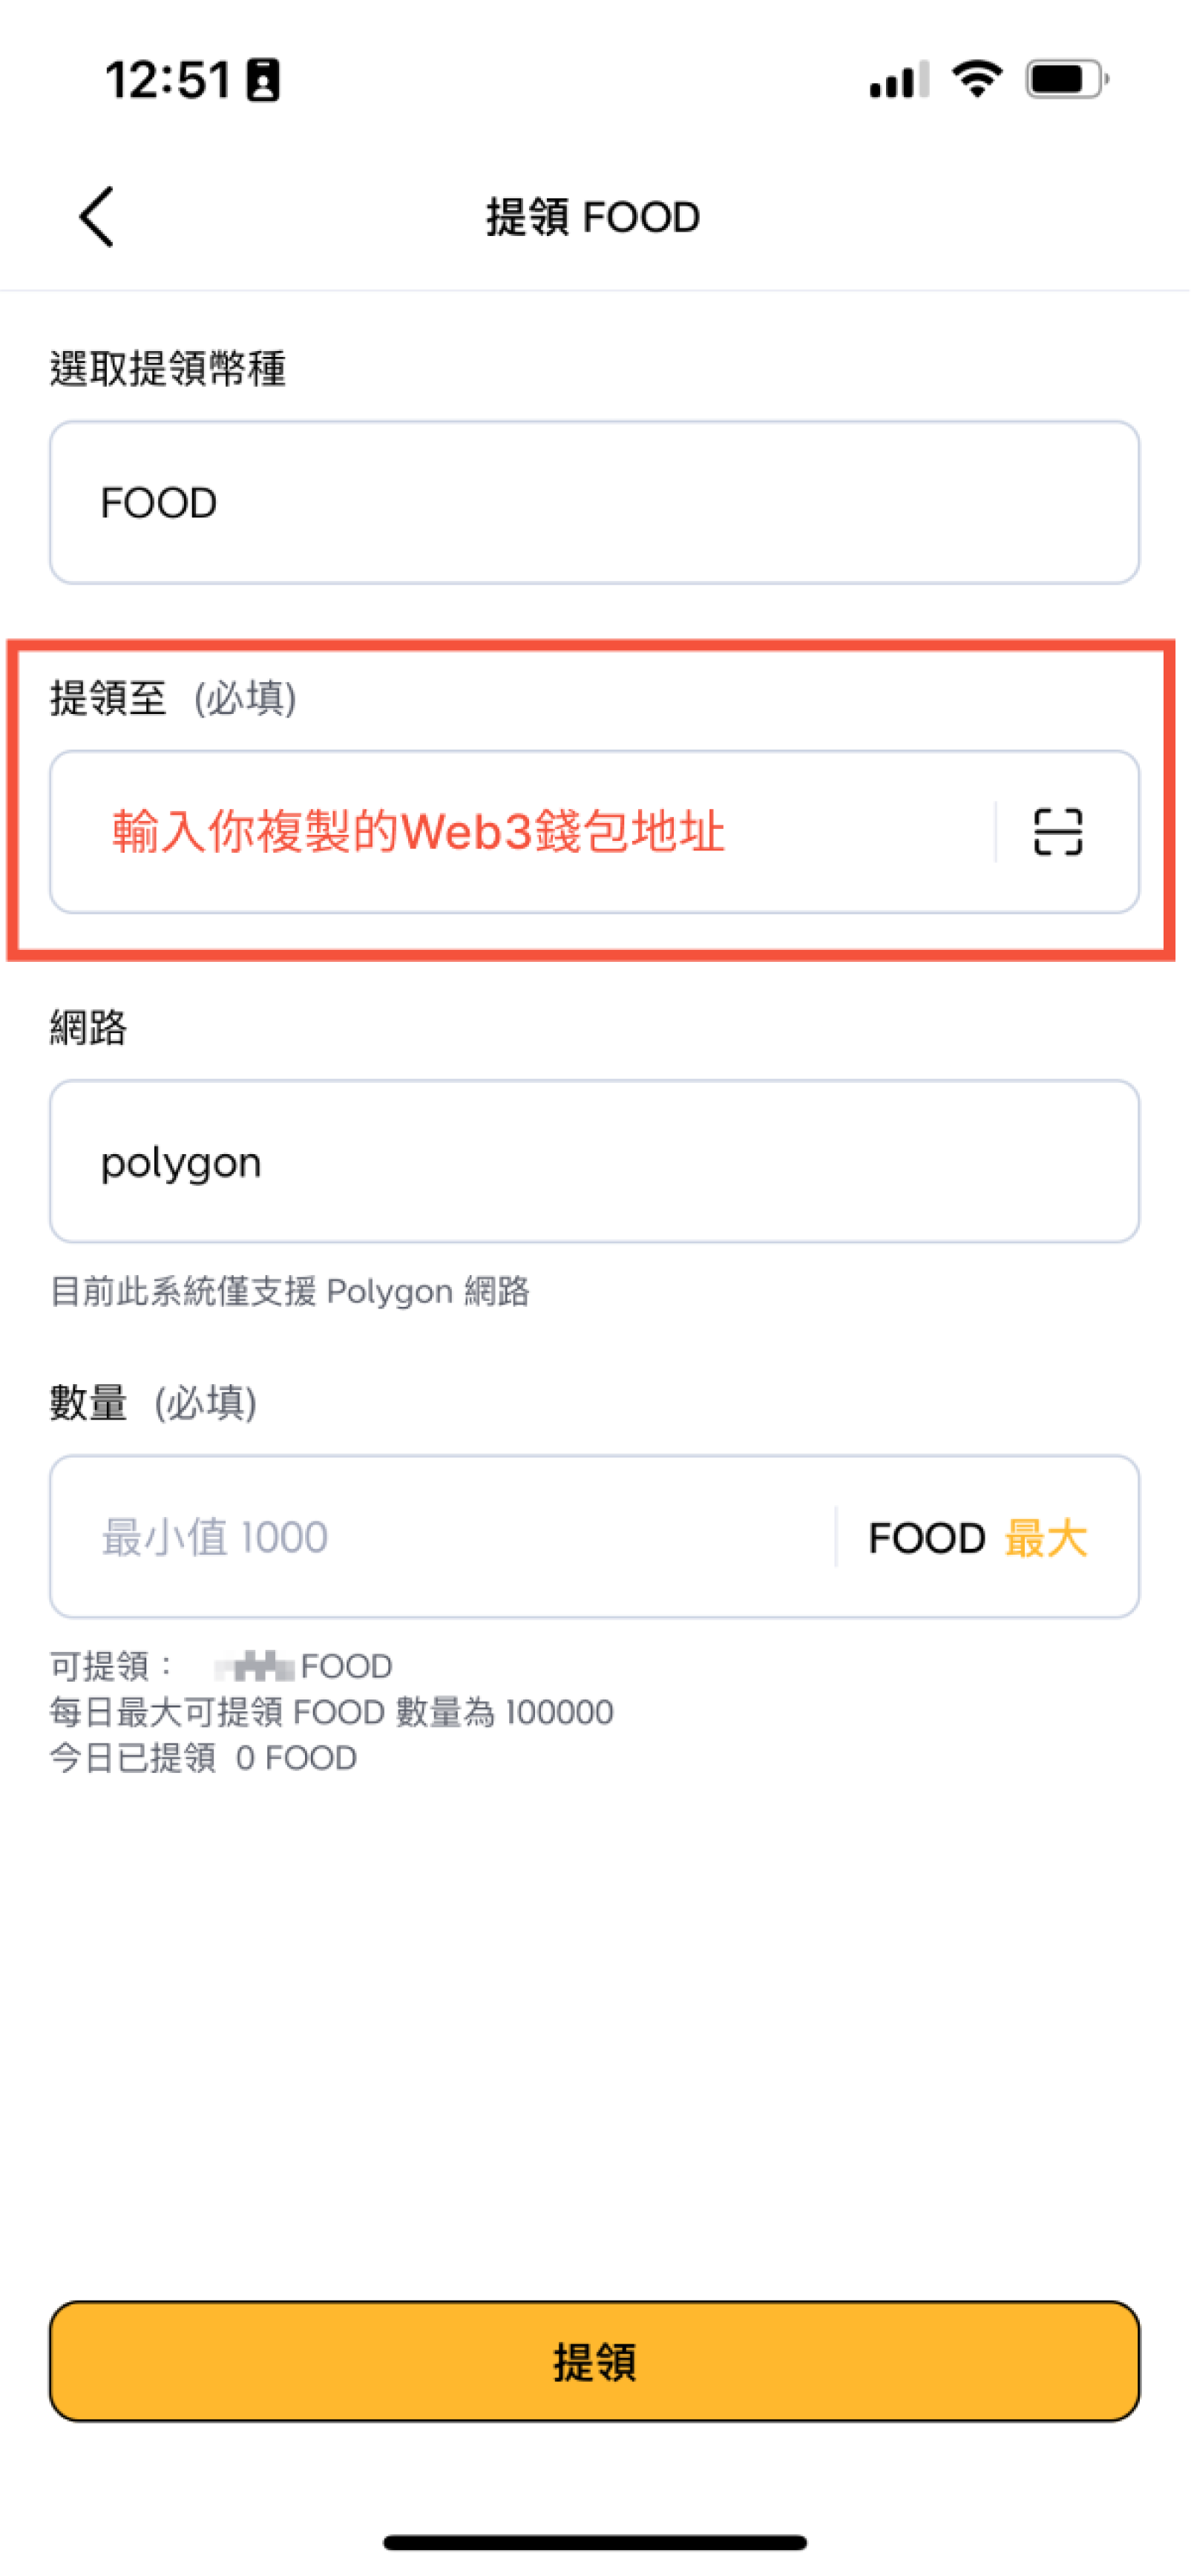 12:51
提領 FOOD
選取提領幣種
FOOD
提領至 (必填)
輸入你複製的Web3錢包地址
網路
polygon
目前此系統僅支援 Polygon 網路
數量 (必填)
最小值 1000 FOOD 最大
可提領： FOOD
每日最大可提領 FOOD 數量為 100000
今日已提領 0 FOOD
提領